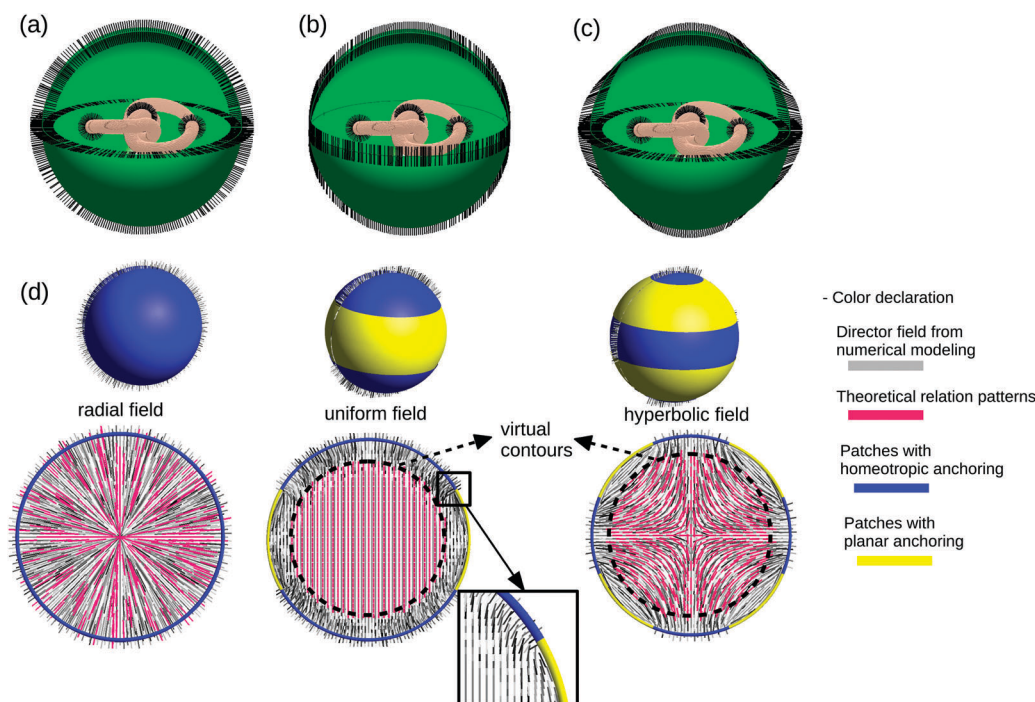 (a)
(b)
(c)
(d)
radial field
uniform field
hyperbolic field
virtual
contours
- Color declaration
Director field from
numerical modeling
Theoretical relation patterns
Patches with
homeotropic anchoring
Patches with
planar anchoring